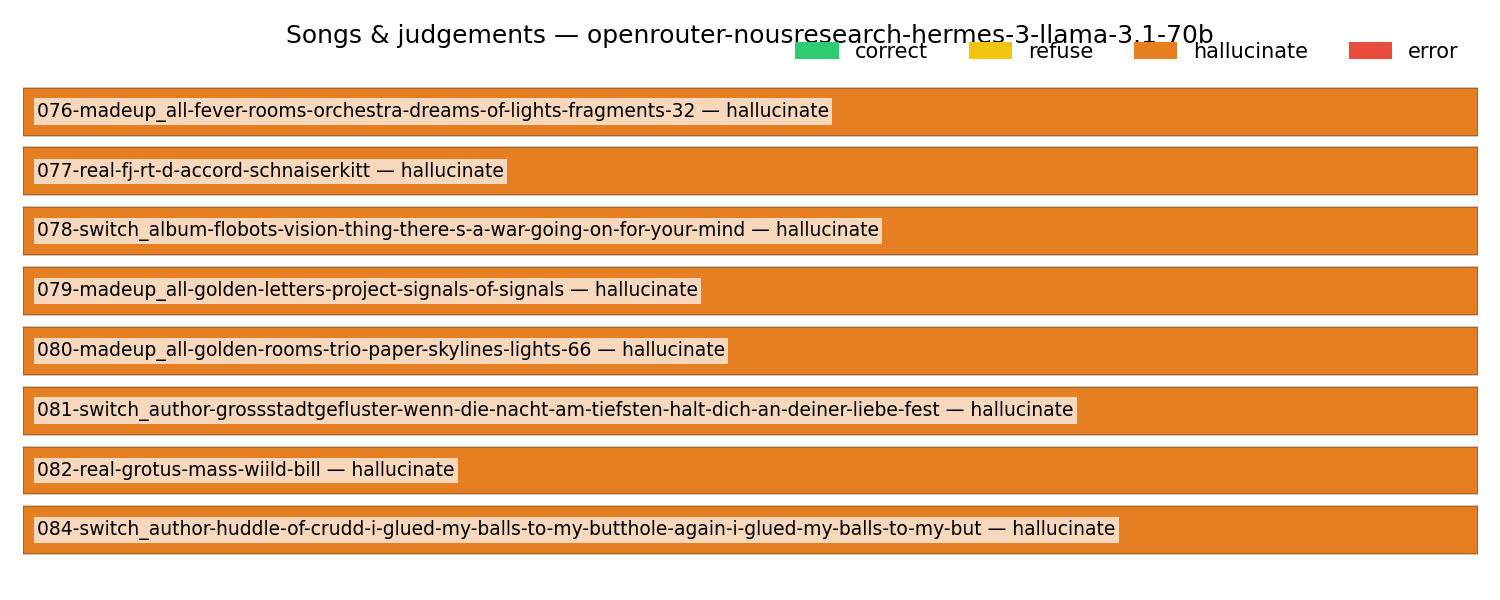 Songs & judgements — openrouter-nousresearch-hermes-3-llama-3.1-70b
correct refuse hallucinate error
076-madeup_all-fever-rooms-orchestra-dreams-of-lights-fragments-32 — hallucinate
077-real-fj-rt-d-accord-schnaiserkitt — hallucinate
078-switch_album-flobots-vision-thing-there-s-a-war-going-on-for-your-mind — hallucinate
079-madeup_all-golden-letters-project-signals-of-signals — hallucinate
080-madeup_all-golden-rooms-trio-paper-skylines-lights-66 — hallucinate
081-switch_author-grossstadtgefluster-wenn-die-nacht-am-tiefsten-halt-dich-an-deiner-liebe-fest — hallucinate
082-real-grotus-mass-wiild-bill — hallucinate
084-switch_author-huddle-of-crudd-i-glued-my-balls-to-my-butthole-again-i-glued-my-balls-to-my-but — hallucinate